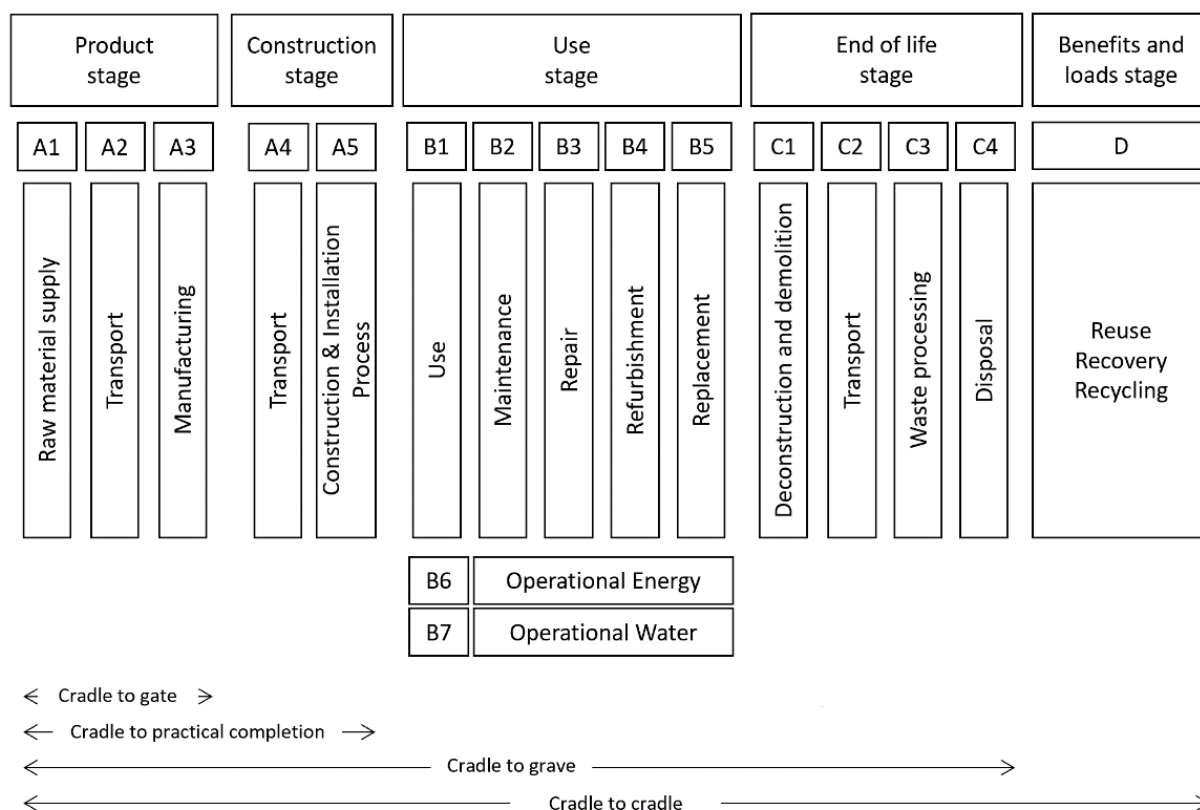 Product
stage
Construction
stage
Use
stage
End of life
stage
Benefits and
loads stage
A1
A2
A3
A4
A5
B1
B2
B3
B4
B5
C1
C2
C3
C4
D
Raw material supply
Transport
Manufacturing
Transport
Construction & Installation
Process
Use
Maintenance
Repair
Refurbishment
Replacement
Deconstruction and demolition
Transport
Waste processing
Disposal
Reuse
Recovery
Recycling
B6
Operational Energy
B7
Operational Water
Cradle to gate
Cradle to practical completion
Cradle to grave
Cradle to cradle